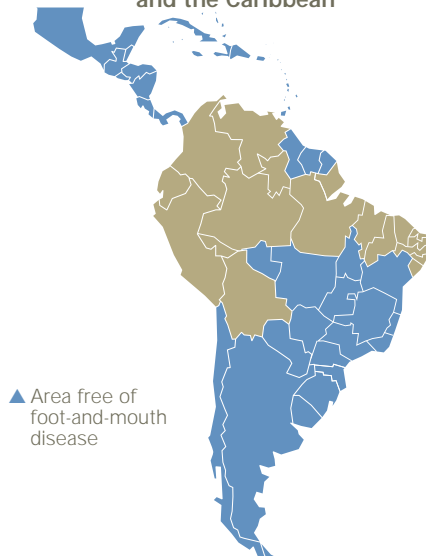 and the Caribbean
Area free of
foot-and-mouth
disease